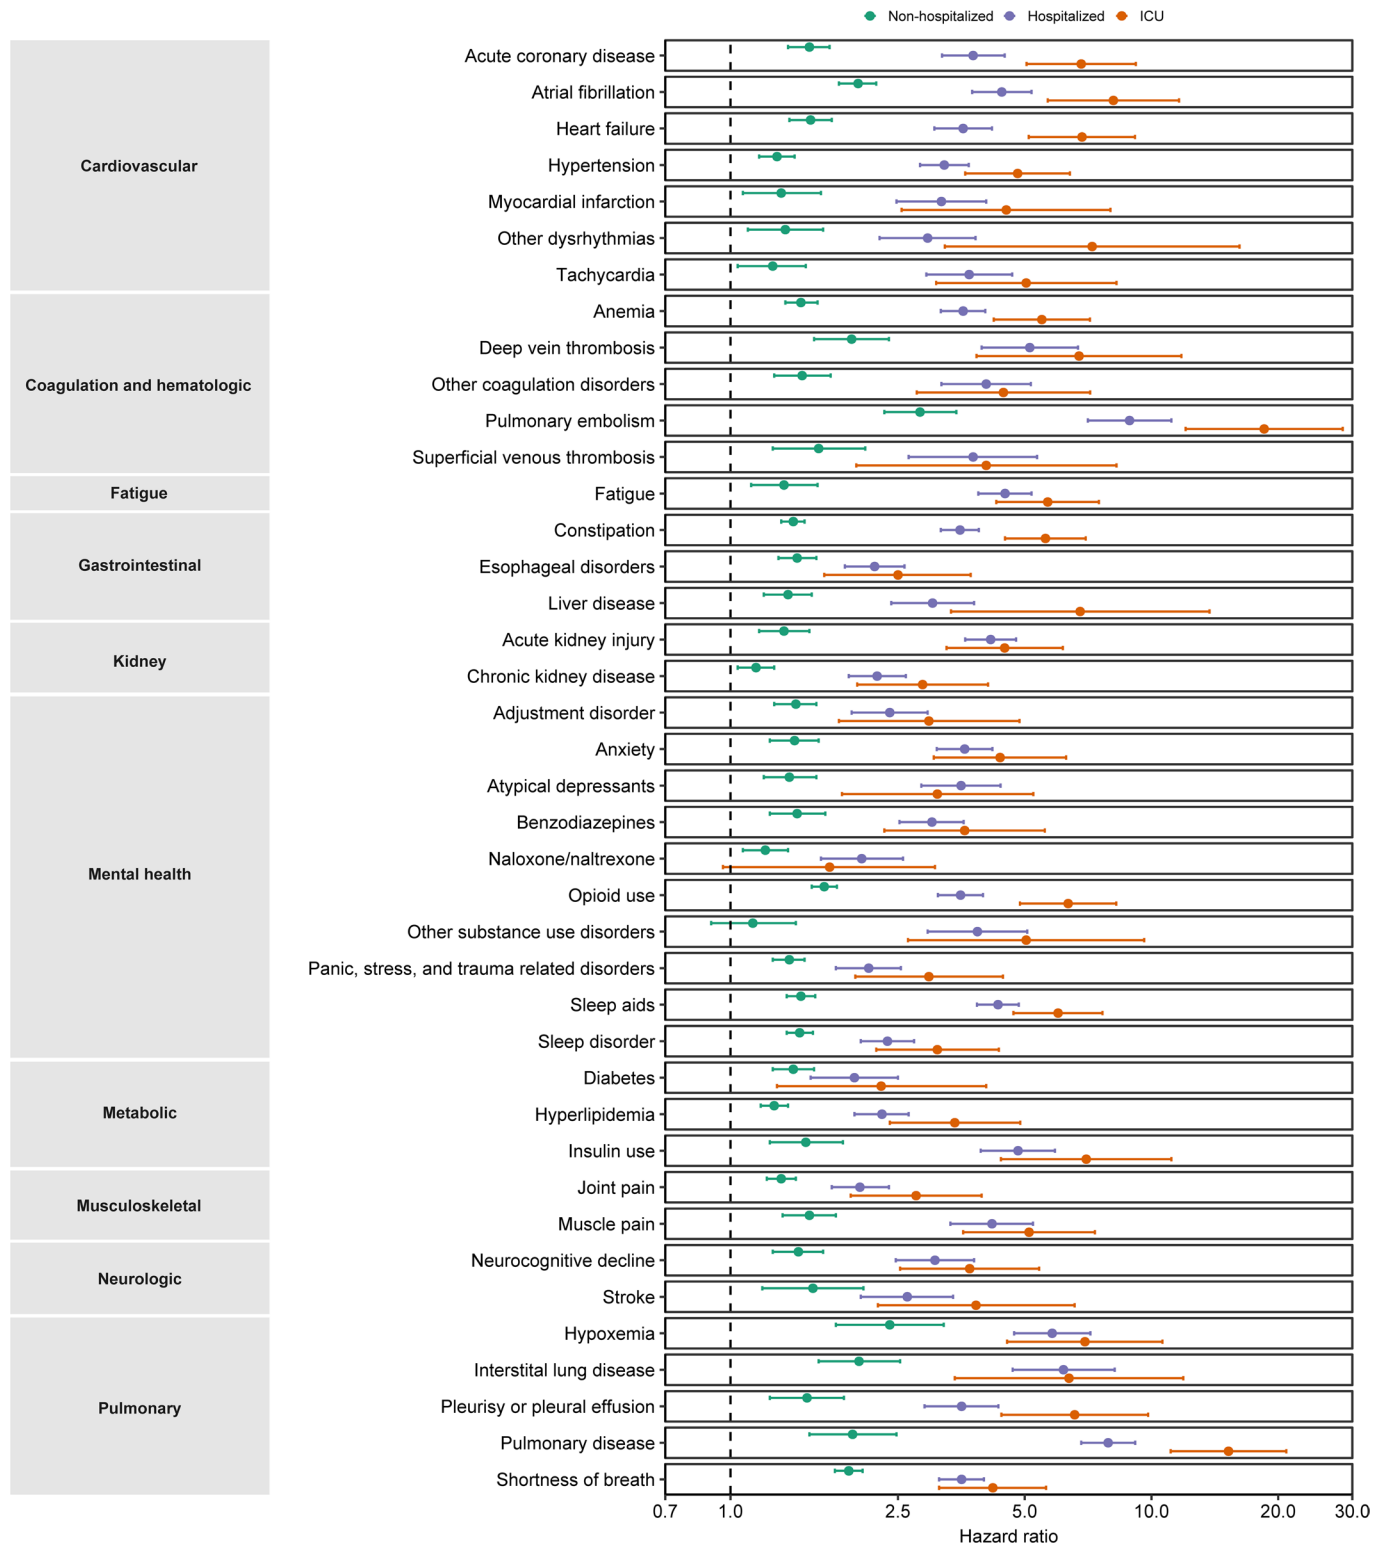 Non-hospitalized Hospitalized ICU
Cardiovascular
Acute coronary disease
Atrial fibrillation
Heart failure
Hypertension
Myocardial infarction
Other dysrhythmias
Tachycardia
Coagulation and hematologic
Anemia
Deep vein thrombosis
Other coagulation disorders
Pulmonary embolism
Superficial venous thrombosis
Fatigue
Fatigue
Gastrointestinal
Constipation
Esophageal disorders
Liver disease
Kidney
Acute kidney injury
Chronic kidney disease
Mental health
Adjustment disorder
Anxiety
Atypical depressants
Benzodiazepines
Naloxone/naltrexone
Opioid use
Other substance use disorders
Panic, stress, and trauma related disorders
Sleep aids
Sleep disorder
Metabolic
Diabetes
Hyperlipidemia
Insulin use
Musculoskeletal
Joint pain
Muscle pain
Neurologic
Neurocognitive decline
Stroke
Pulmonary
Hypoxemia
Interstital lung disease
Pleurisy or pleural effusion
Pulmonary disease
Shortness of breath
0.7 1.0 2.5 5.0 10.0 20.0 30.0
Hazard ratio